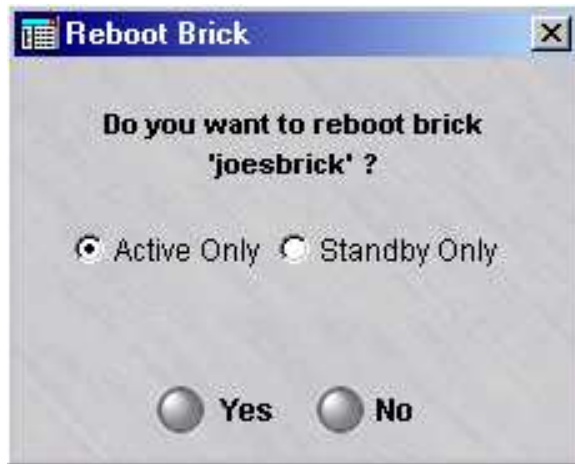 Reboot Brick
Do you want to reboot brick
'joesbrick' ?
Active Only Standby Only
Yes No